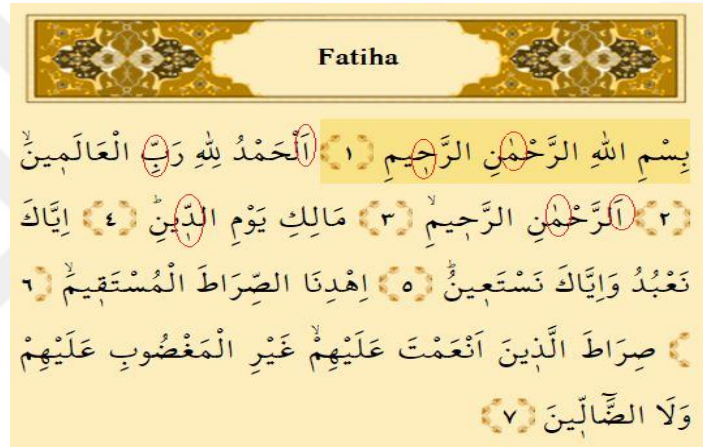 Fatiha
بِسْمِ اللهِ الرَّحْمٰنِ الرَّحٖيمِ ﴿١﴾ اَلْحَمْدُ لِلّٰهِ رَبِّ الْعَالَمٖينَۙ
﴿٢﴾ اَلرَّحْمٰنِ الرَّحٖيمِۙ ﴿٣﴾ مَالِكِ يَوْمِ الدّٖينِۜ ﴿٤﴾ اِيَّاكَ
نَعْبُدُ وَاِيَّاكَ نَسْتَعٖينُۜ ﴿٥﴾ اِهْدِنَا الصِّرَاطَ الْمُسْتَقٖيمَۙ ﴿٦
﴾ صِرَاطَ الَّذٖينَ اَنْعَمْتَ عَلَيْهِمْۙ غَيْرِ الْمَغْضُوبِ عَلَيْهِمْ
وَلَا الضَّٓالّٖينَ ﴿٧﴾